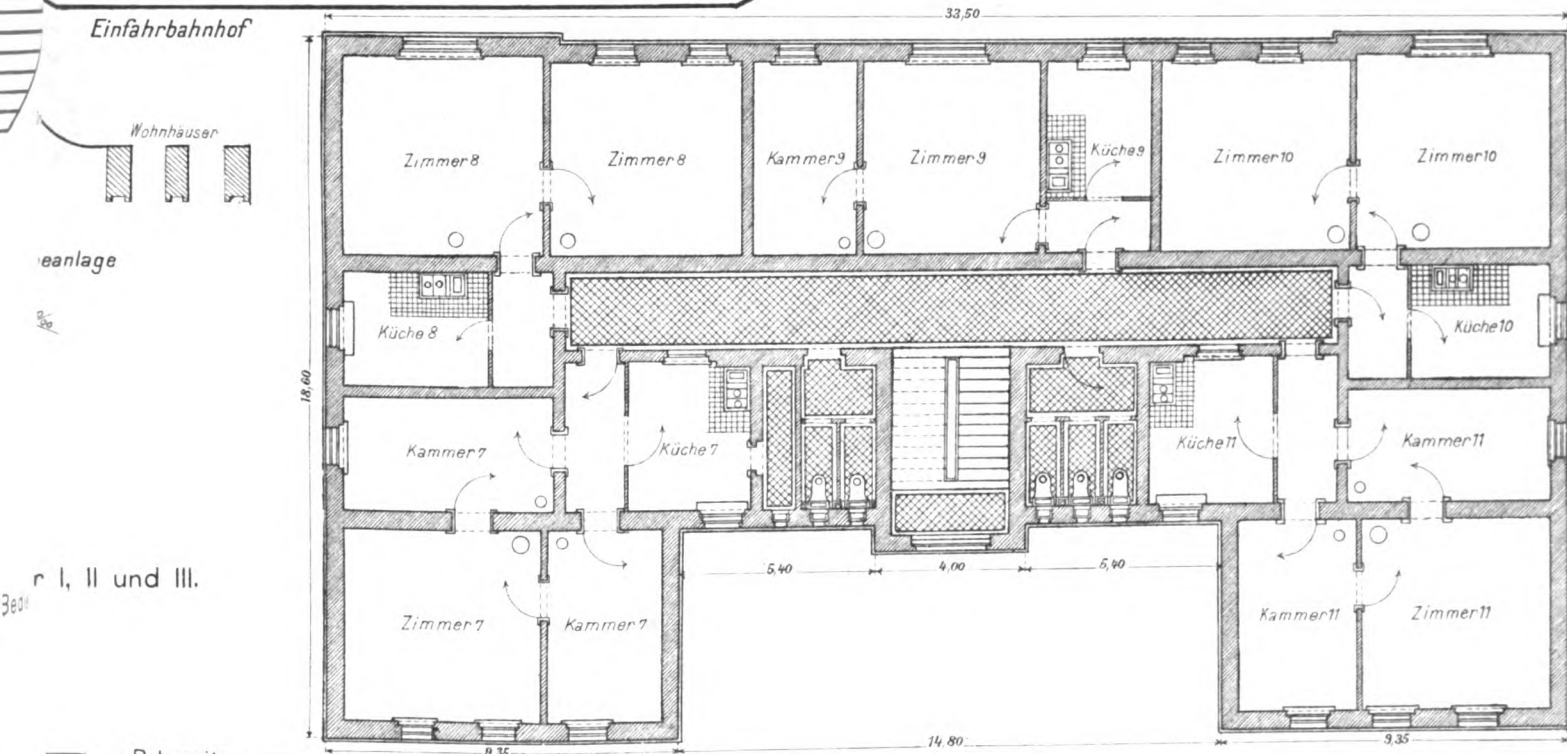 Einfahrbahnhof
33,50
Wohnhäuser
Zimmer 8
Zimmer 8
Kammer 9
Zimmer 9
Küche 9
Zimmer 10
Zimmer 10
eanlage
Küche 8
Küche 10
18,60
Kammer 7
Küche 7
Küche 11
Kammer 11
5,40
4,00
5,40
r I, II und III.
Zimmer 7
Kammer 7
Kammer 11
Zimmer 11
9,35
14,80
9,35